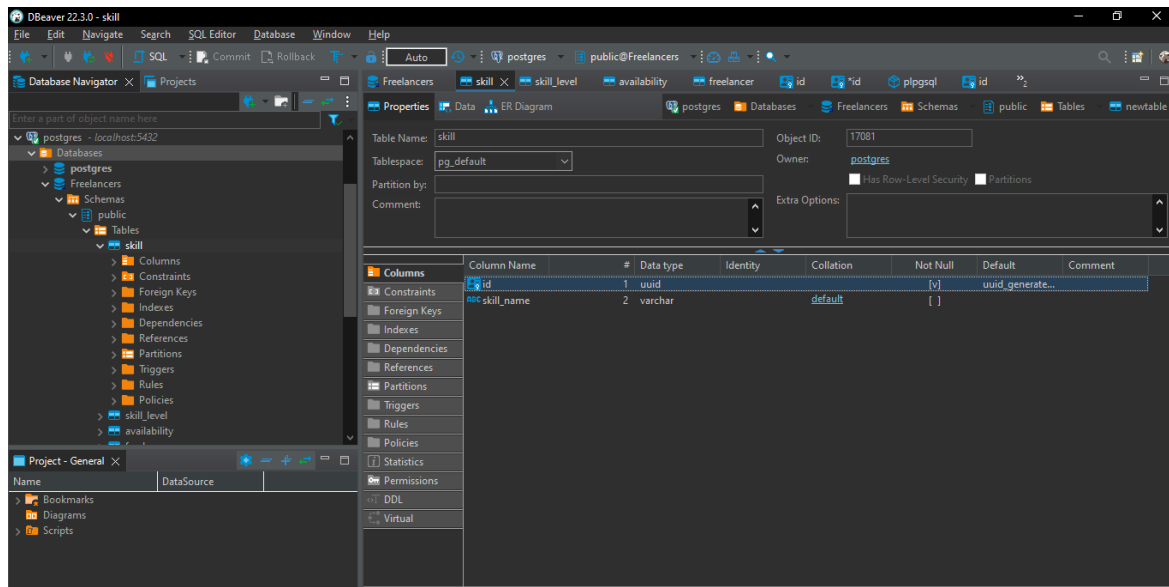 DBeaver 22.3.0 - skill
File Edit Navigate Search SQL Editor Database Window Help
SQL Commit Rollback Auto postgres public@Freelancers
Database Navigator Projects
Freelancers skill skill_level availability freelancer id *id plpgsql id »2
Enter a part of object name here
Properties Data ER Diagram postgres Databases Freelancers Schemas public Tables newtable
postgres - localhost:5432
Databases
postgres
Freelancers
Schemas
public
Tables
skill
Columns
Constraints
Foreign Keys
Indexes
Dependencies
References
Partitions
Triggers
Rules
Policies
skill_level
availability
Table Name: skill Object ID: 17081
Tablespace: pg_default Owner: postgres
Partition by: Has Row-Level Security Partitions
Comment: Extra Options:
Columns
Constraints
Foreign Keys
Indexes
Dependencies
References
Partitions
Triggers
Rules
Policies
Statistics
Permissions
DDL
Virtual
Column Name # Data type Identity Collation Not Null Default Comment
id 1 uuid [v] uuid_generate...
ABC skill_name 2 varchar default [ ]
Project - General
Name DataSource
Bookmarks
Diagrams
Scripts